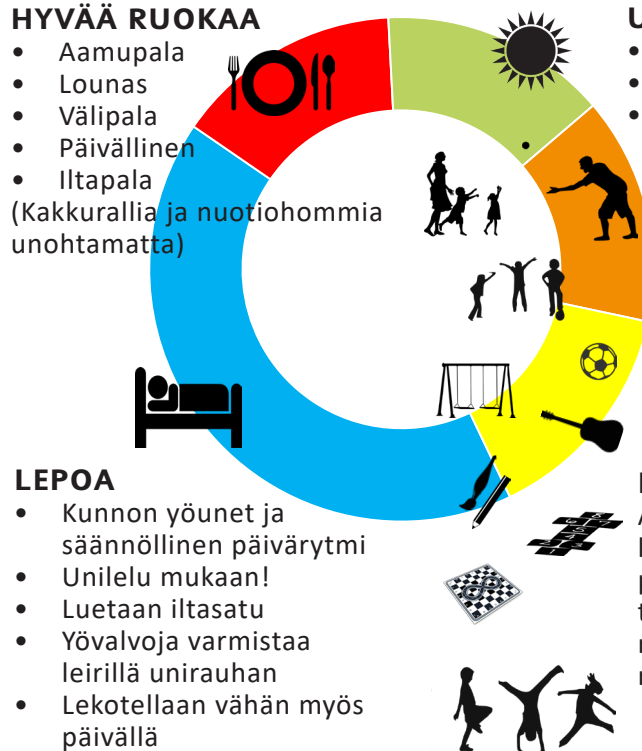 HYVÄÄ RUOKAA
• Aamupala
• Lounas
• Välipala
• Päivällinen
• Iltapala
(Kakkurallia ja nuotiohommia
unohtamatta)
LEPOA
• Kunnon yöunet ja
säännöllinen päivärytmi
• Unilelu mukaan!
• Luetaan iltasatu
• Yövalvoja varmistaa
leirillä unirauhan
• Lekotellaan vähän myös
päivällä